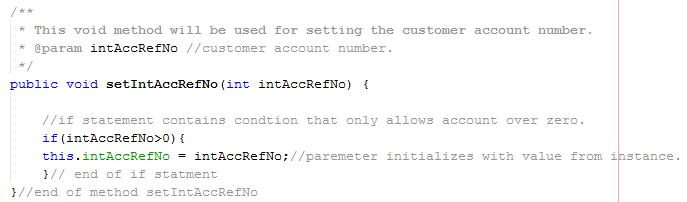 /**
* This void method will be used for setting the customer account number.
* @param intAccRefNo //customer account number.
*/
public void setIntAccRefNo(int intAccRefNo) {
//if statement contains condtion that only allows account over zero.
if(intAccRefNo>0){
this.intAccRefNo = intAccRefNo;//paremeter initializes with value from instance.
}// end of if statment
}//end of method setIntAccRefNo